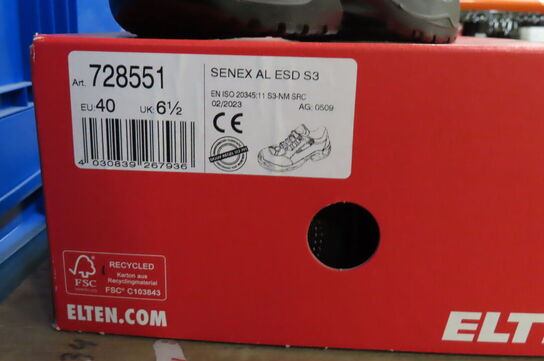 Art. 728551
EU: 40 UK: 6½
4 030839 267936
SENEX AL ESD S3
EN ISO 20345:11 S3-NM SRC
02/2023 AG: 0509
CE
RECYCLED
Karton aus
Recyclingmaterial
FSC
FSC® C103843
ELTEN.COM
ELT